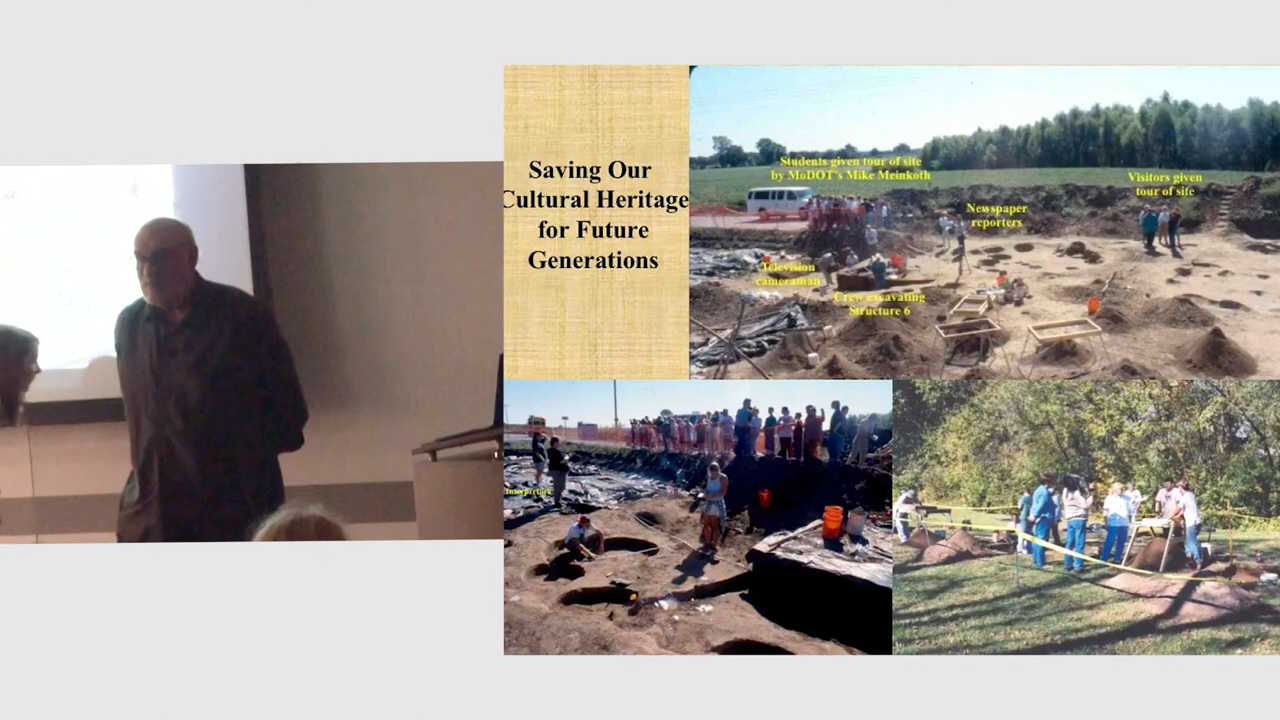 Saving Our
Cultural Heritage
for Future
Generations
Students given tour of site
by MoDOT's Mike Meinkoth
Visitors given
tour of site
Newspaper
reporters
Television
cameraman
Crew excavating
Structure 6
Interpretors